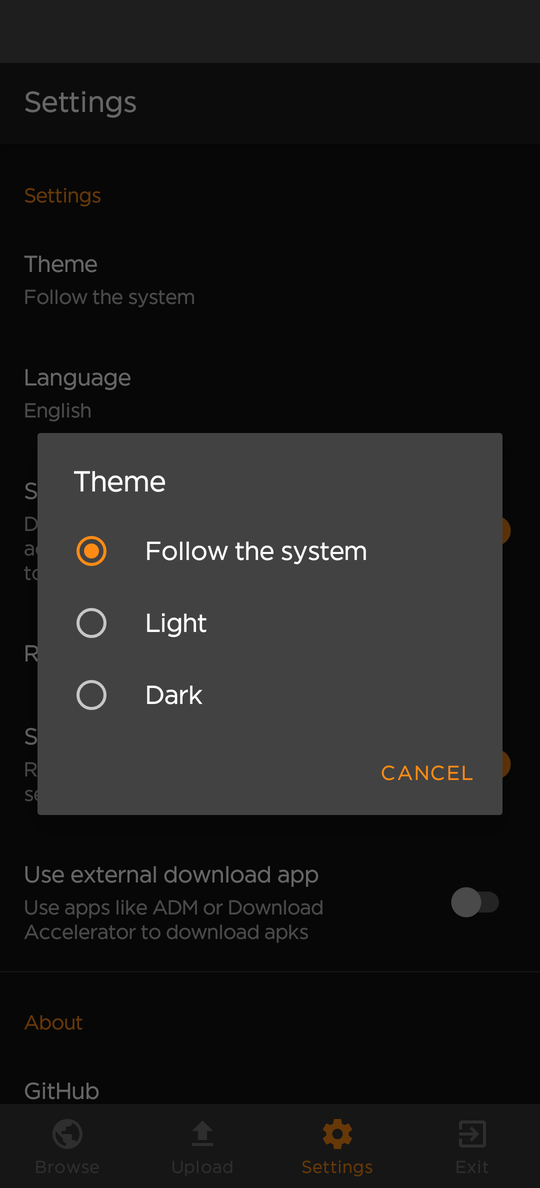 Settings
Settings
Theme
Follow the system
Language
English
Theme
Follow the system
Light
Dark
CANCEL
Use external download app
Use apps like ADM or Download
Accelerator to download apks
About
GitHub
Browse
Upload
Settings
Exit